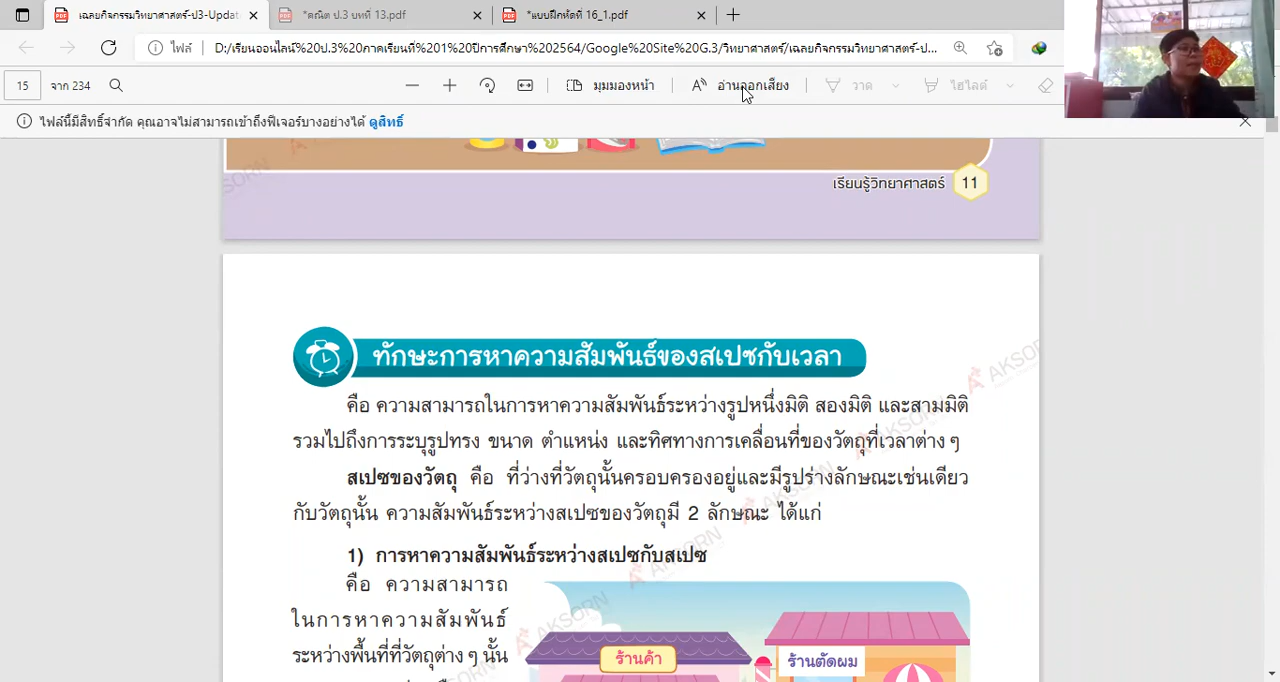 เฉลยกิจกรรมวิทยาศาสตร์-ป3-Updat
*คณิต ป.3 บทที่ 13.pdf
*แบบฝึกหัดที่ 16_1.pdf
ไฟล์
D:/เรียนออนไลน์%20ป.3%20ภาคเรียนที่%201%20ปีการศึกษา%202564/Google%20Site%20G.3/วิทยาศาสตร์/เฉลยกิจกรรมวิทยาศาสตร์-ป...
15
จาก 234
มุมมองหน้า
อ่านออกเสียง
วาด
ไฮไลต์
ไฟล์นี้มีสิทธิ์จำกัด คุณอาจไม่สามารถเข้าถึงฟีเจอร์บางอย่างได้ ดูสิทธิ์
เรียนรู้วิทยาศาสตร์ 11
ทักษะการหาความสัมพันธ์ของสเปซกับเวลา
คือ ความสามารถในการหาความสัมพันธ์ระหว่างรูปหนึ่งมิติ สองมิติ และสามมิติ
รวมไปถึงการระบุรูปทรง ขนาด ตำแหน่ง และทิศทางการเคลื่อนที่ของวัตถุที่เวลาต่าง ๆ
สเปซของวัตถุ คือ ที่ว่างที่วัตถุนั้นครอบครองอยู่และมีรูปร่างลักษณะเช่นเดียว
กับวัตถุนั้น ความสัมพันธ์ระหว่างสเปซของวัตถุมี 2 ลักษณะ ได้แก่
1) การหาความสัมพันธ์ระหว่างสเปซกับสเปซ
คือ ความสามารถ
ในการหาความสัมพันธ์
ระหว่างพื้นที่ที่วัตถุต่าง ๆ นั้น
ร้านค้า
ร้านตัดผม
AKSORN
AKSORN
AKSORN
AKSORN
AKSORN